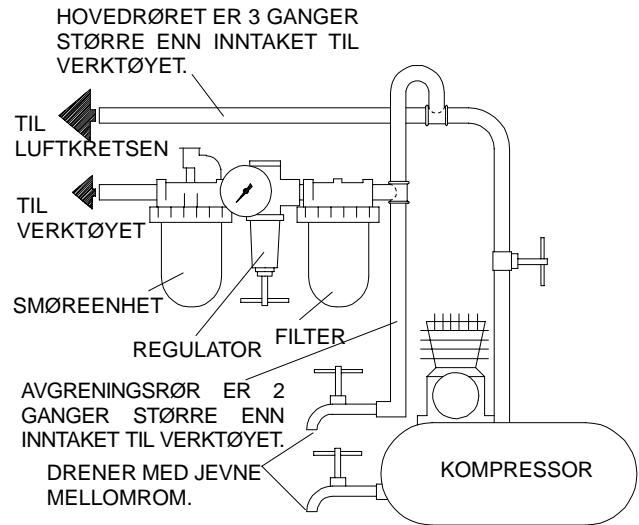 HOVEDRØRET ER 3 GANGER
STØRRE ENN INNTAKET TIL
VERKTØYET.
TIL
LUFTKRETSEN
TIL
VERKTØYET
SMØREENHET
REGULATOR
FILTER
AVGRENINGSRØR ER 2
GANGER STØRRE ENN
INNTAKET TIL VERKTØYET.
DRENER MED JEVNE
MELLOMROM.
KOMPRESSOR